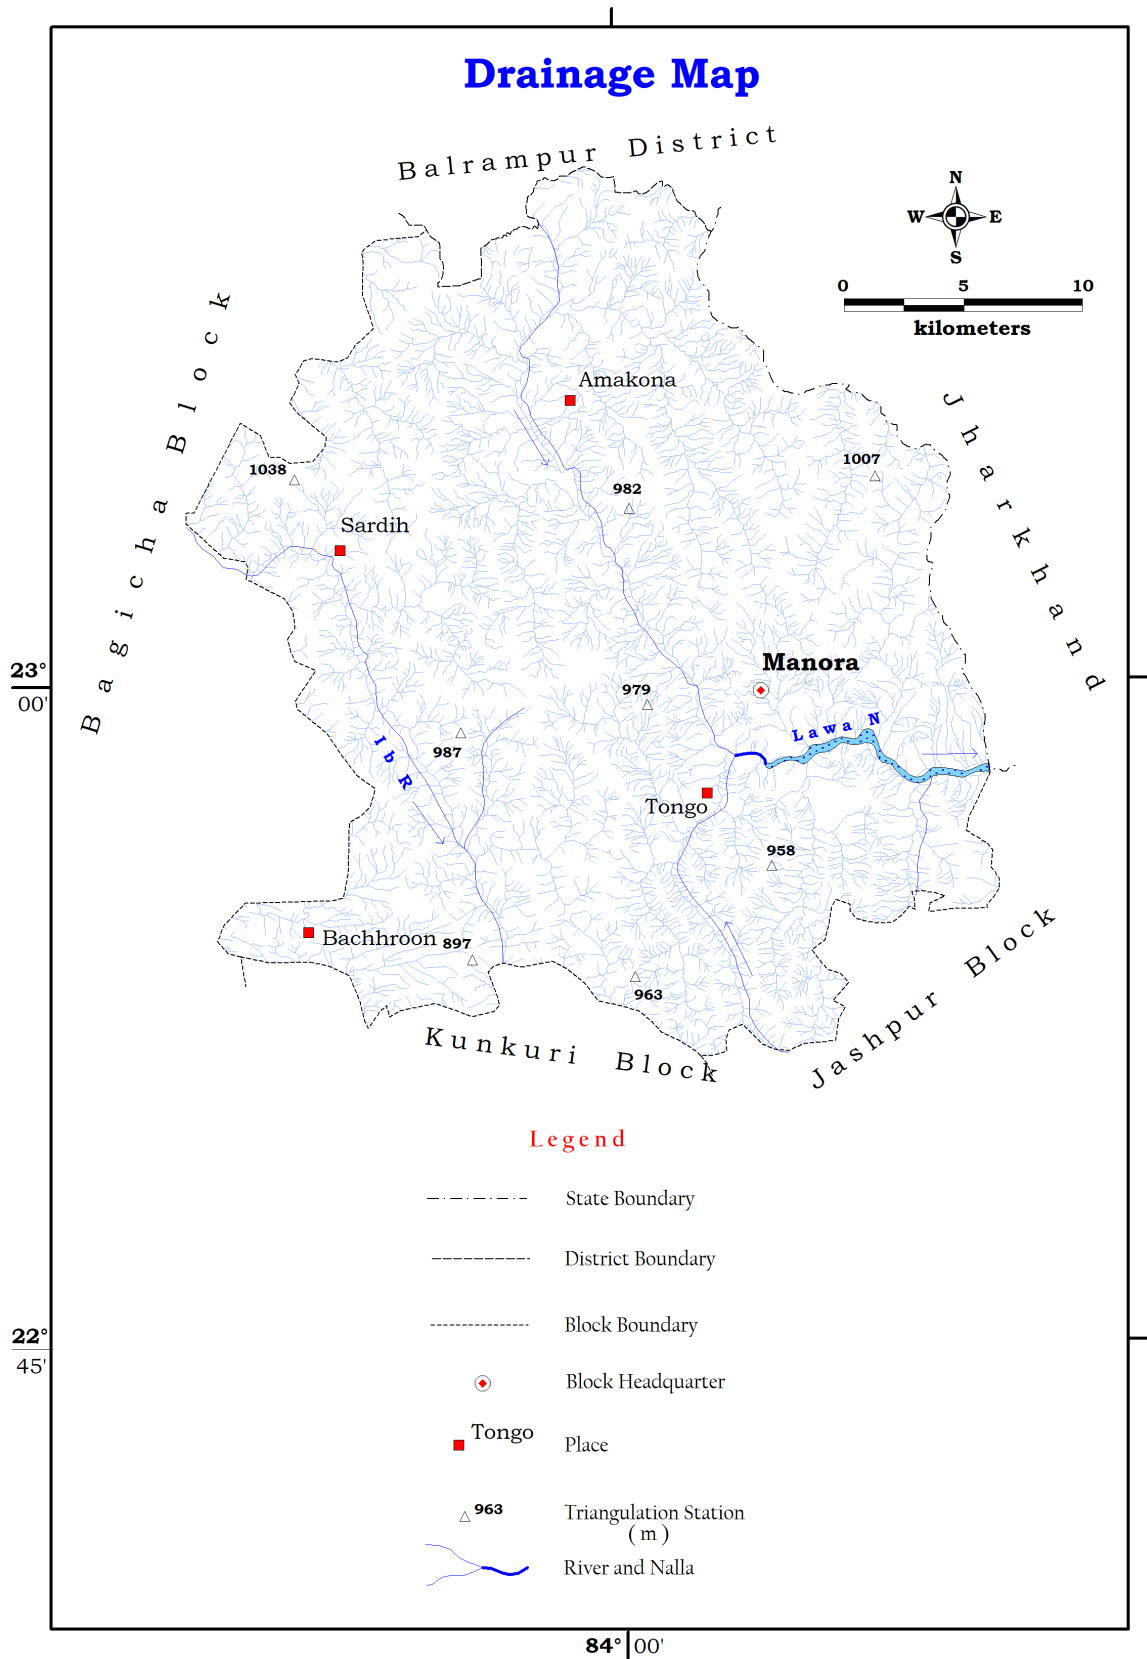 Drainage Map
Balrampur District
N
W E
S
0 5 10
kilometers
Bagicha Block
Jharkhand
Amakona
1038
982
1007
Sardih
23°
00'
Manora
979
Lawa N
987
Ib R
Tongo
958
Bachhroon
897
963
Kunkuri Block
Jashpur Block
Legend
State Boundary
District Boundary
Block Boundary
22°
45'
Block Headquarter
Tongo
Place
963
Triangulation Station
( m )
River and Nalla
84° 00'